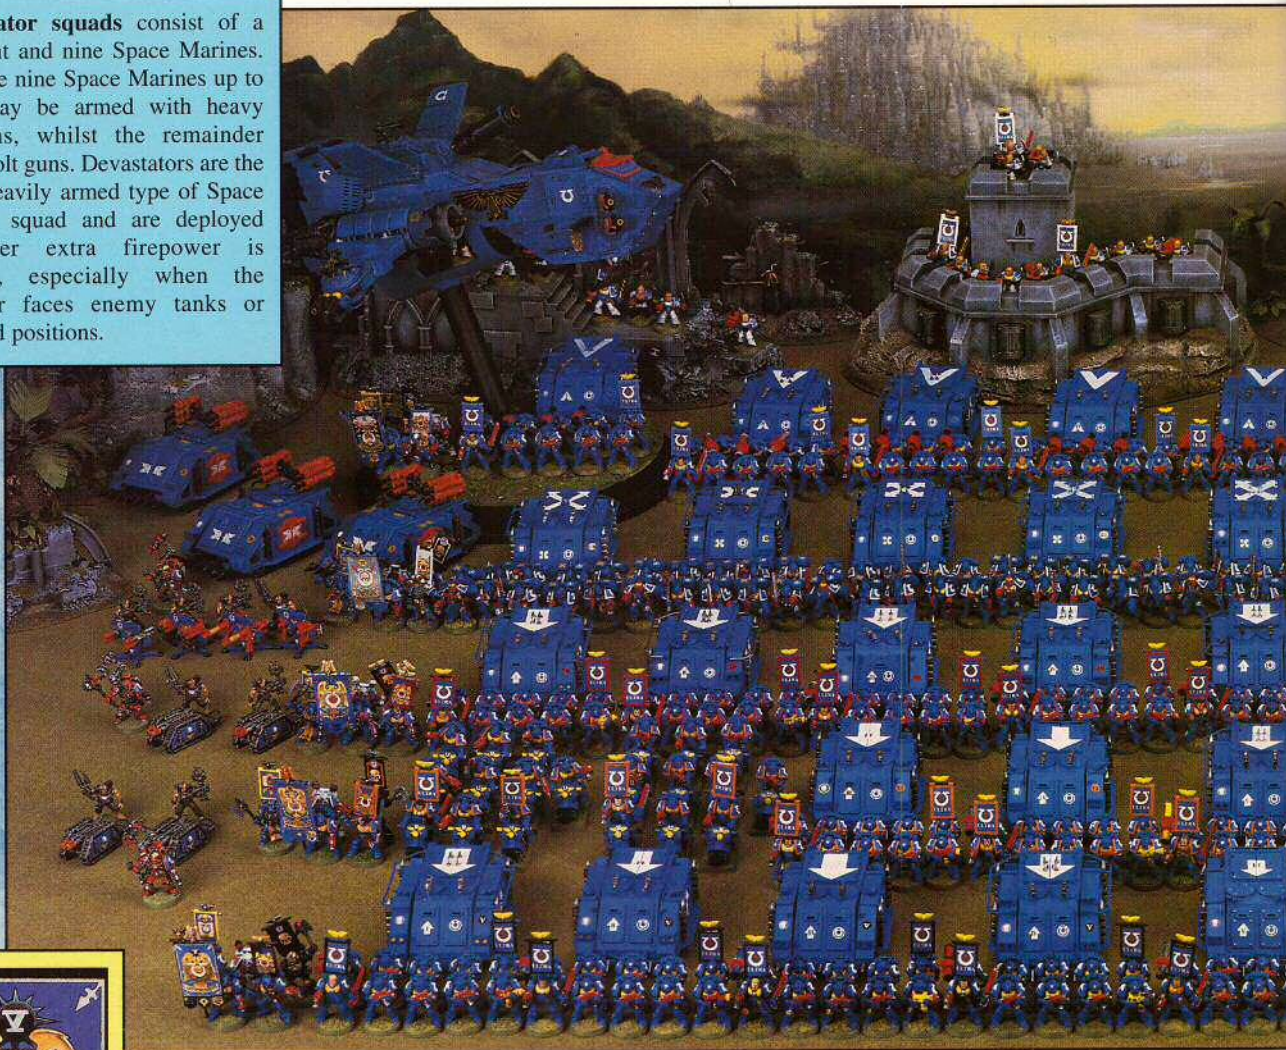 ator squads consist of a
t and nine Space Marines.
e nine Space Marines up to
ay be armed with heavy
ns, whilst the remainder
olt guns. Devastators are the
eavily armed type of Space
squad and are deployed
er extra firepower is
, especially when the
r faces enemy tanks or
d positions.
V